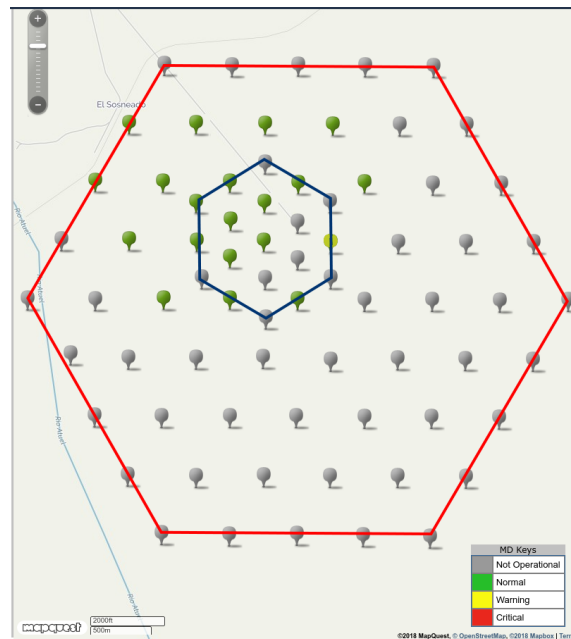 +
El Sosneado
Rio Atuel
Rio Atuel
Rio Atuel
Rio Atuel
−
MD Keys
Not Operational
Normal
Warning
Critical
mapquest
2000ft
500m
©2018 MapQuest, © OpenStreetMap, ©2018 Mapbox | Ter